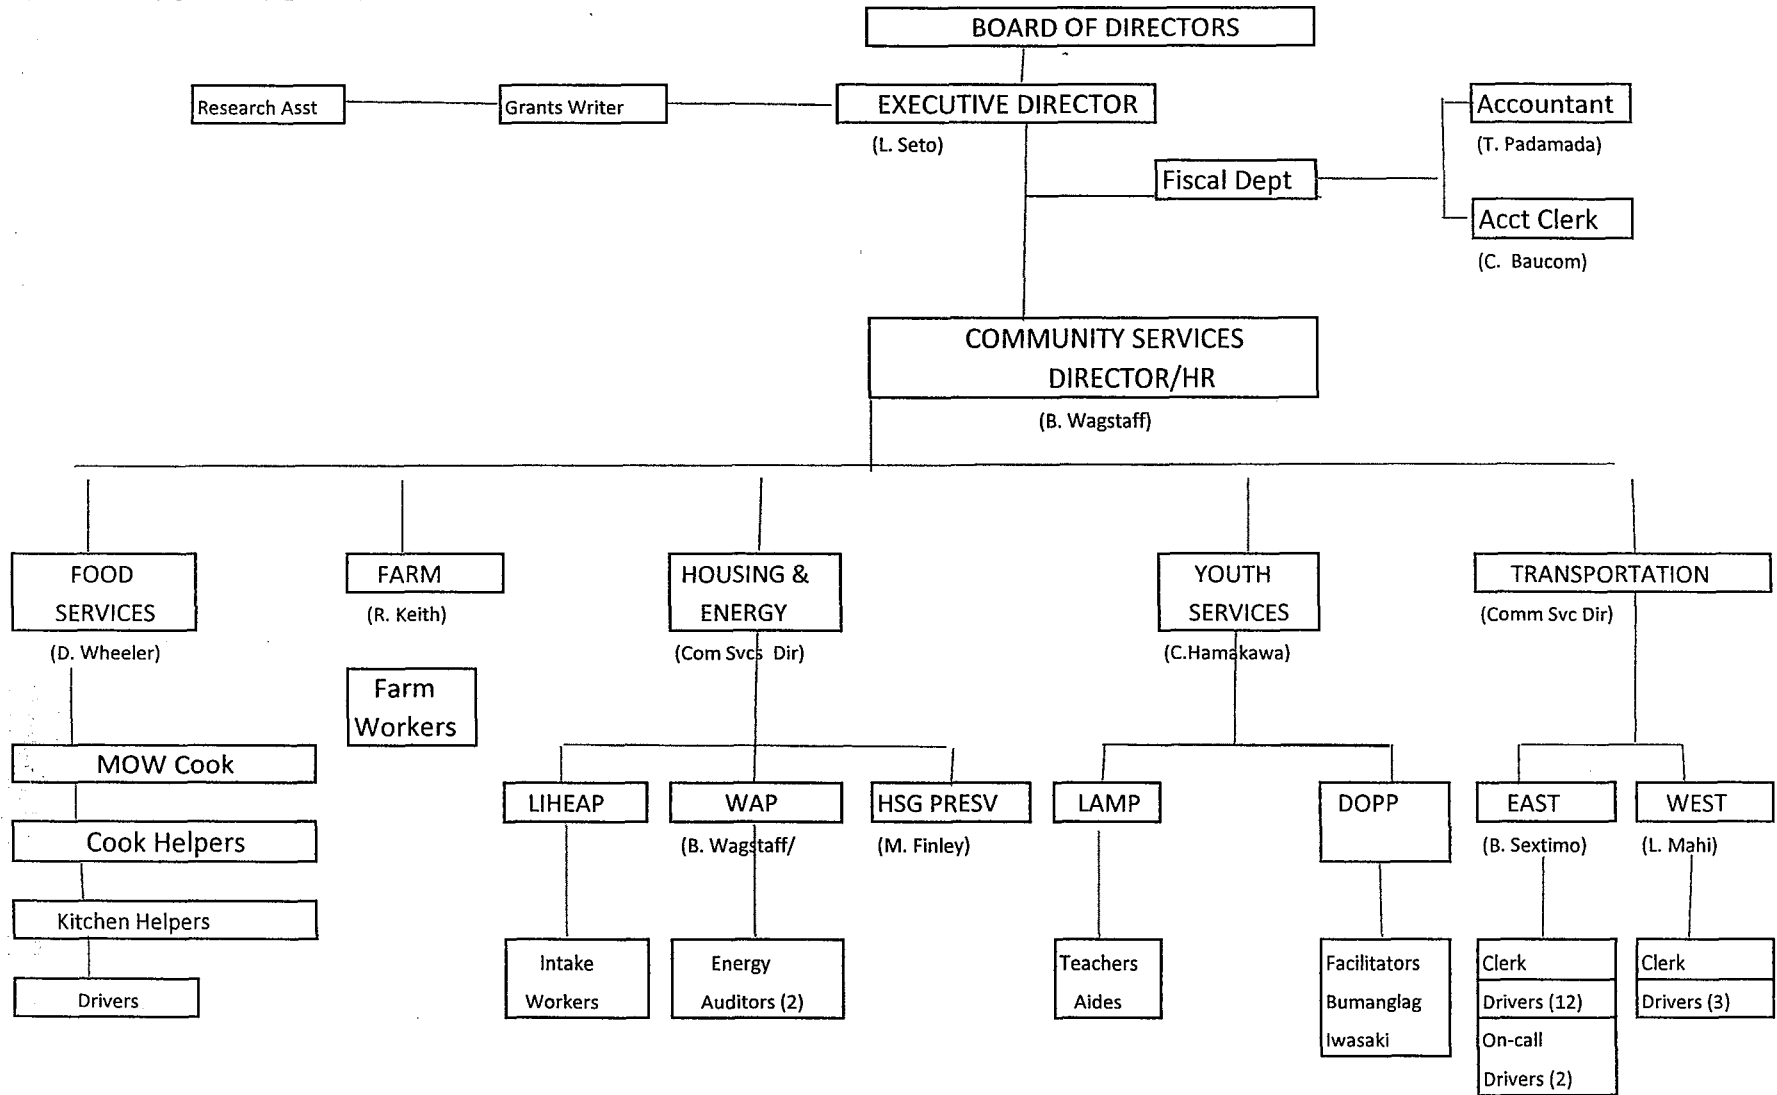 BOARD OF DIRECTORS
Research Asst
Grants Writer
EXECUTIVE DIRECTOR
(L. Seto)
Accountant
(T. Padamada)
Fiscal Dept
Acct Clerk
(C. Baucom)
COMMUNITY SERVICES
DIRECTOR/HR
(B. Wagstaff)
FOOD
SERVICES
(D. Wheeler)
FARM
(R. Keith)
HOUSING &
ENERGY
(Com Svcs Dir)
YOUTH
SERVICES
(C.Hamakawa)
TRANSPORTATION
(Comm Svc Dir)
Farm
Workers
MOW Cook
Cook Helpers
Kitchen Helpers
Drivers
LIHEAP
WAP
(B. Wagstaff/
HSG PRESV
(M. Finley)
LAMP
DOPP
EAST
(B. Sextimo)
WEST
(L. Mahi)
Intake
Workers
Energy
Auditors (2)
Teachers
Aides
Facilitators
Bumanglag
Iwasaki
Clerk
Drivers (12)
On-call
Drivers (2)
Clerk
Drivers (3)